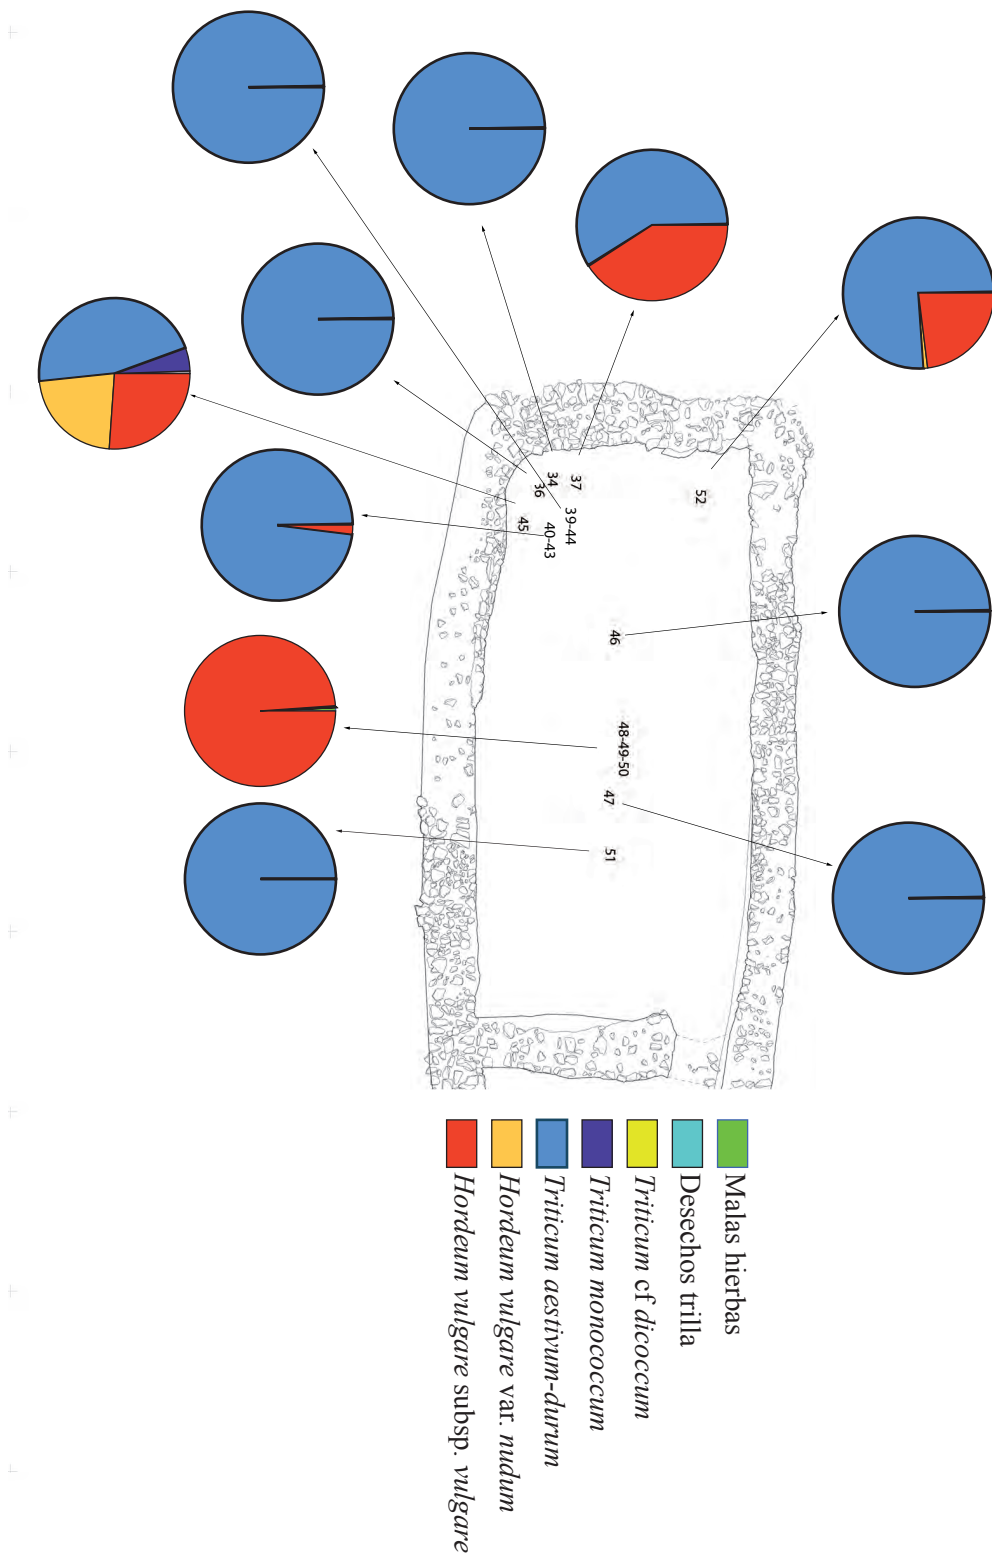 34
37
36
39-44
40-43
45
52
46
48-49-50
47
51
Malas hierbas
Desechos trilla
Triticum cf dicoccum
Triticum monococcum
Triticum aestivum-durum
Hordeum vulgare var. nudum
Hordeum vulgare subsp. vulgare